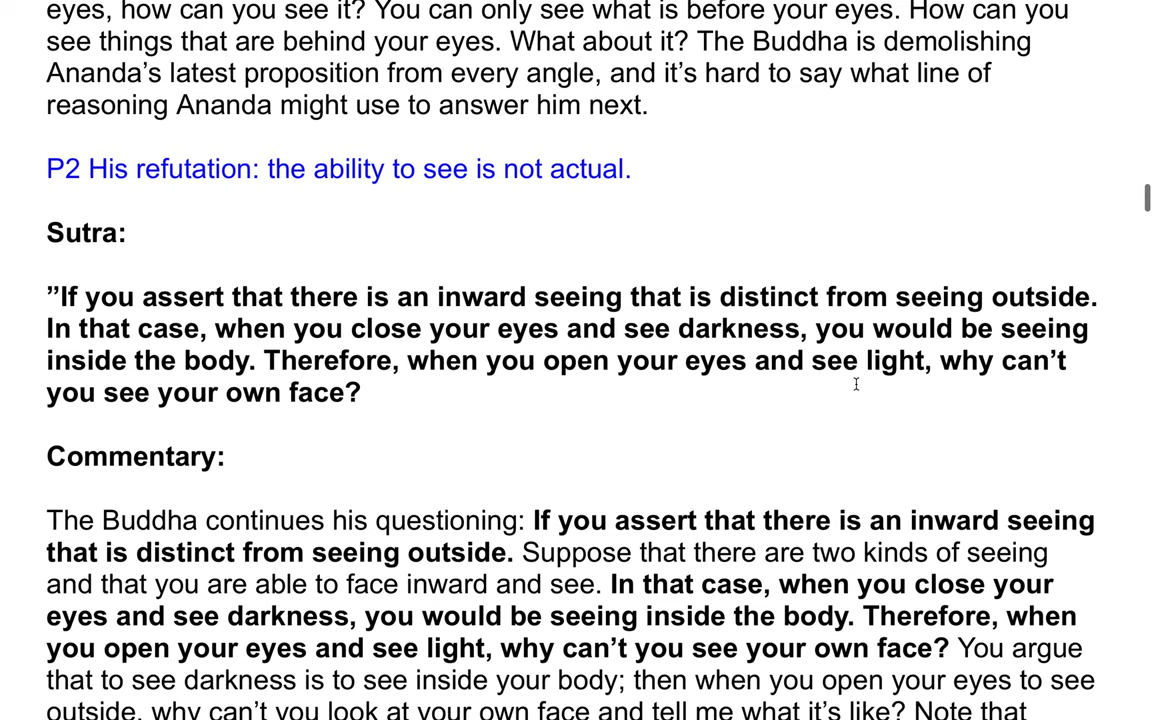 eyes, how can you see it? You can only see what is before your eyes. How can you
see things that are behind your eyes. What about it? The Buddha is demolishing
Ananda’s latest proposition from every angle, and it’s hard to say what line of
reasoning Ananda might use to answer him next.
P2 His refutation: the ability to see is not actual.
Sutra:
”If you assert that there is an inward seeing that is distinct from seeing outside.
In that case, when you close your eyes and see darkness, you would be seeing
inside the body. Therefore, when you open your eyes and see light, why can’t
you see your own face?
Commentary:
The Buddha continues his questioning: If you assert that there is an inward seeing
that is distinct from seeing outside. Suppose that there are two kinds of seeing
and that you are able to face inward and see. In that case, when you close your
eyes and see darkness, you would be seeing inside the body. Therefore, when
you open your eyes and see light, why can’t you see your own face? You argue
that to see darkness is to see inside your body; then when you open your eyes to see
outside, why can’t you look at your own face and tell me what it’s like? Note that